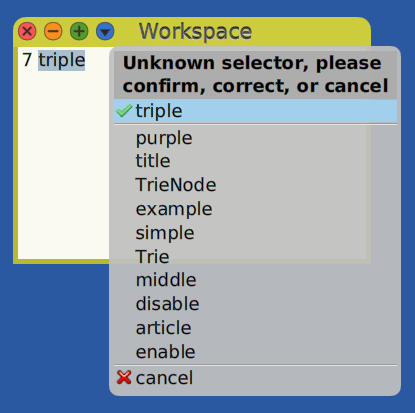 Workspace
7 triple
Unknown selector, please
confirm, correct, or cancel
triple
purple
title
TrieNode
example
simple
Trie
middle
disable
article
enable
cancel